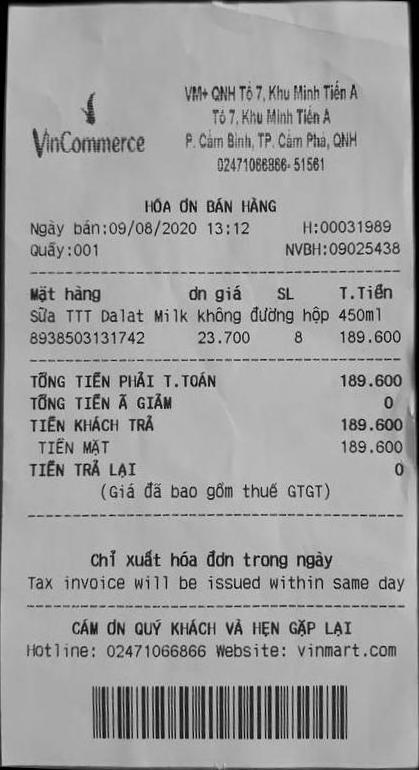 VinCommerce
VM+ QNH Tổ 7, Khu Minh Tiến A
Tổ 7, Khu Minh Tiến A
P. Cẩm Bình, TP. Cẩm Phả, QNH
02471066866-51561
HÓA ƠN BÁN HÀNG
Ngày bán:09/08/2020 13:12 H:00031989
Quầy:001 NVBH:09025438
Mặt hàng ơn giá SL T.Tiền
Sữa TTT Dalat Milk không đường hộp 450ml
8938503131742 23.700 8 189.600
TỔNG TIỀN PHẢI T.TOÁN 189.600
TỔNG TIỀN Ã GIẢM 0
TIỀN KHÁCH TRẢ 189.600
TIỀN MẶT 189.600
TIỀN TRẢ LẠI 0
(Giá đã bao gồm thuế GTGT)
Chỉ xuất hóa đơn trong ngày
Tax invoice will be issued within same day
CÁM ƠN QUÝ KHÁCH VÀ HẸN GẶP LẠI
Hotline: 02471066866 Website: vinmart.com